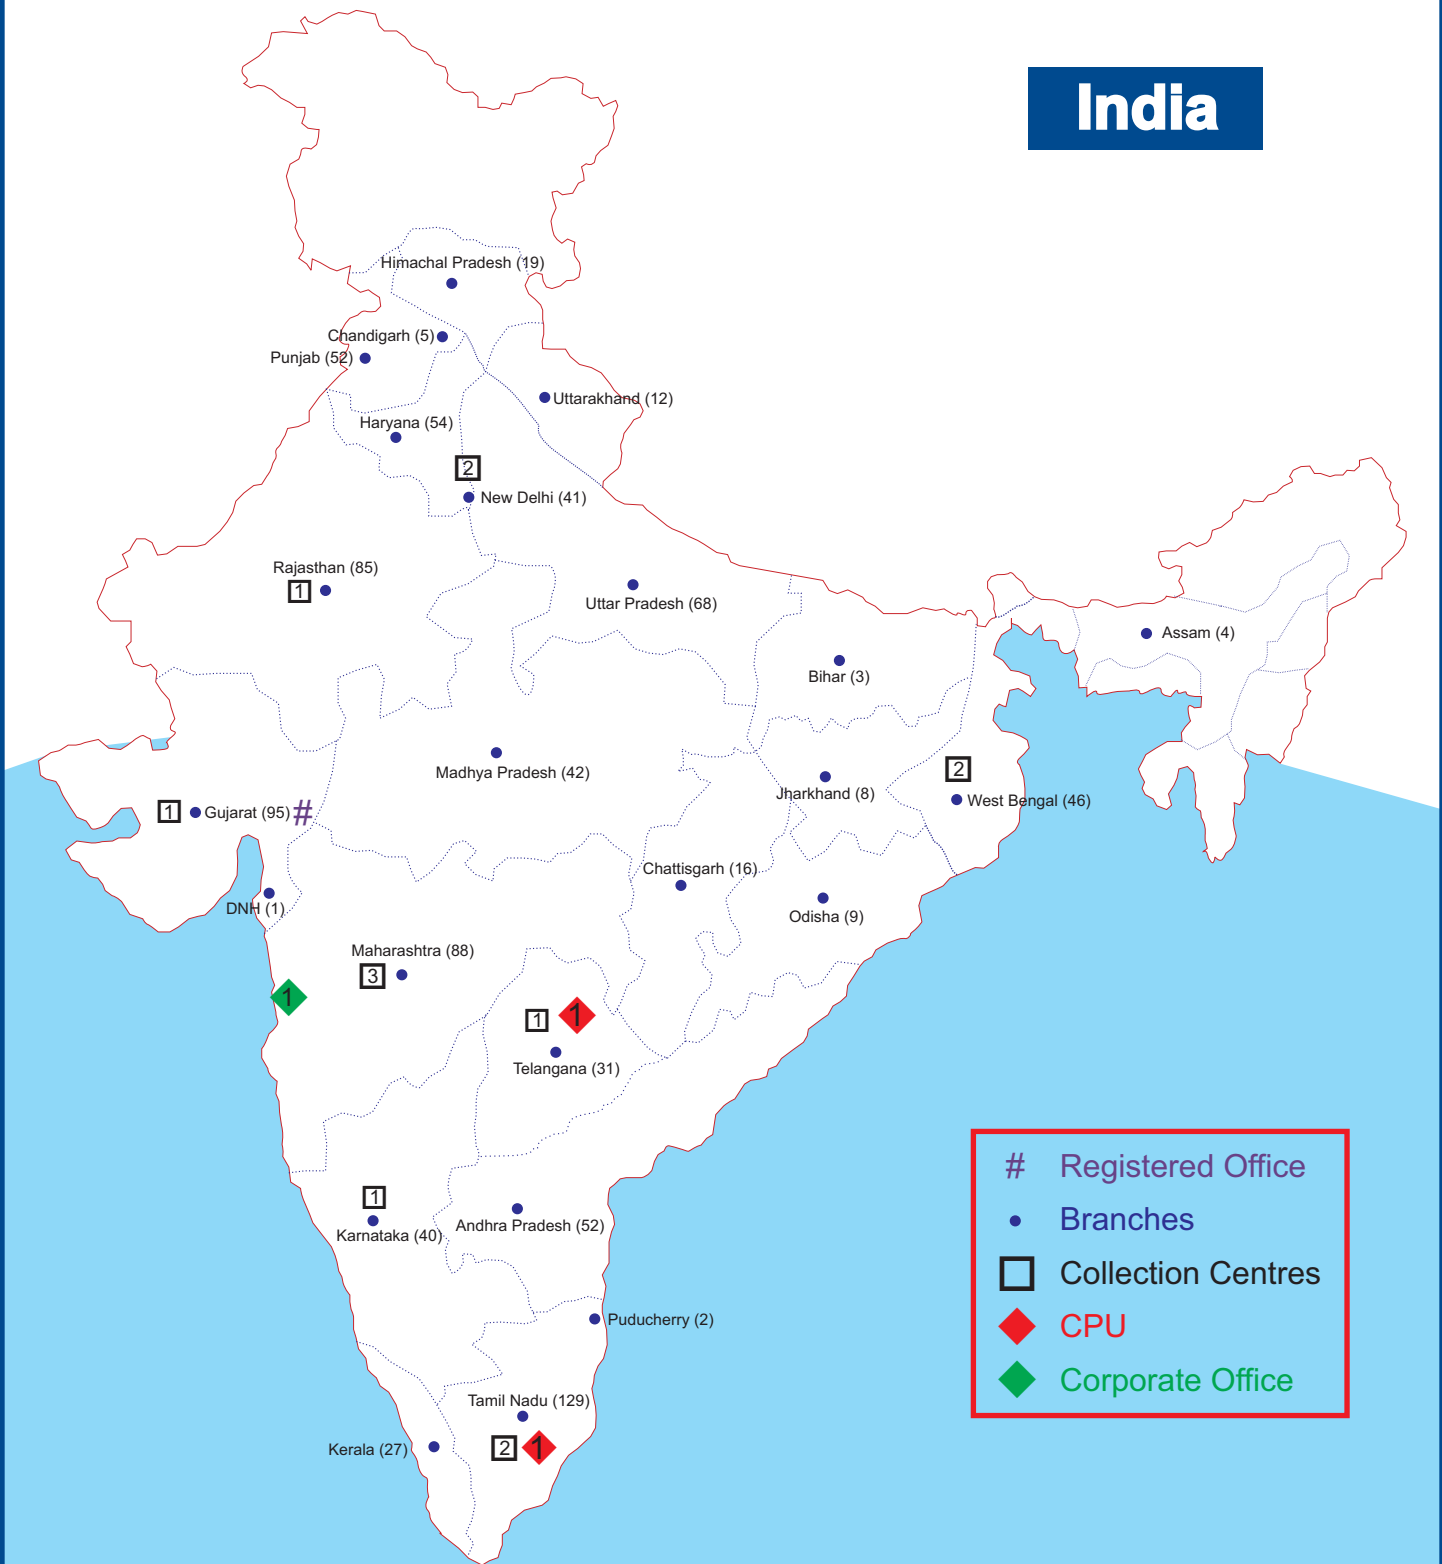 India
Himachal Pradesh (19)
Chandigarh (5)
Punjab (52)
Uttarakhand (12)
Haryana (54)
2
New Delhi (41)
Rajasthan (85)
1
Uttar Pradesh (68)
Assam (4)
Bihar (3)
Madhya Pradesh (42)
2
Jharkhand (8)
West Bengal (46)
1
Gujarat (95) #
Chattisgarh (16)
DNH (1)
Odisha (9)
Maharashtra (88)
3
1
1
1
Telangana (31)
1
Karnataka (40)
Andhra Pradesh (52)
Puducherry (2)
Tamil Nadu (129)
Kerala (27)
2
1
# Registered Office
Branches
Collection Centres
CPU
Corporate Office